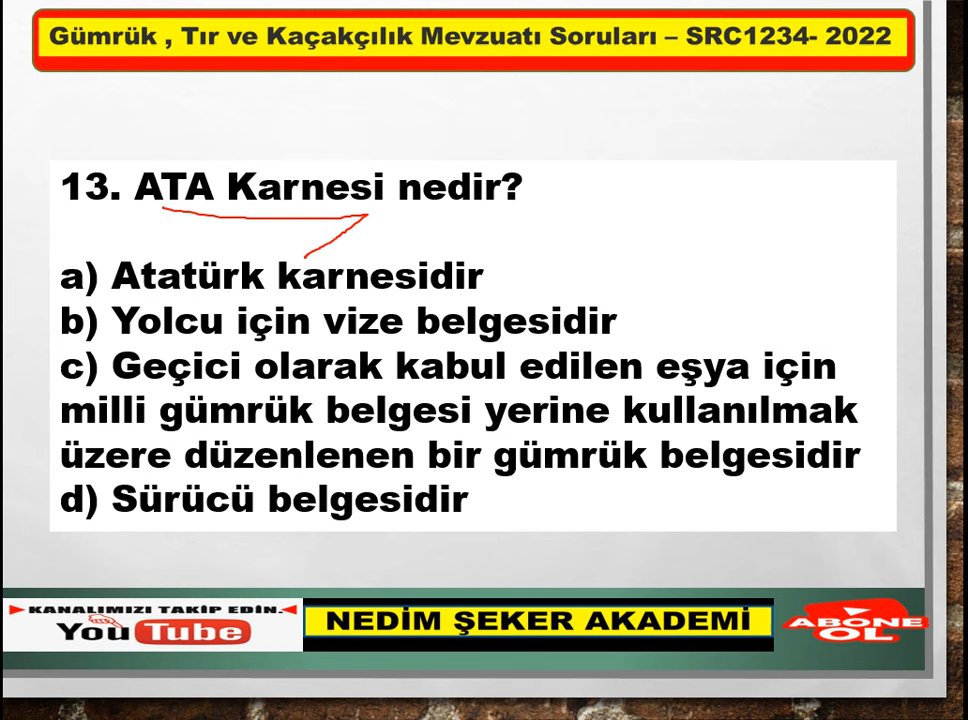 Gümrük , Tır ve Kaçakçılık Mevzuatı Soruları – SRC1234- 2022
13. ATA Karnesi nedir?
a) Atatürk karnesidir
b) Yolcu için vize belgesidir
c) Geçici olarak kabul edilen eşya için
milli gümrük belgesi yerine kullanılmak
üzere düzenlenen bir gümrük belgesidir
d) Sürücü belgesidir
KANALIMIZI TAKİP EDİN.
YouTube
NEDİM ŞEKER AKADEMİ
ABONE
OL